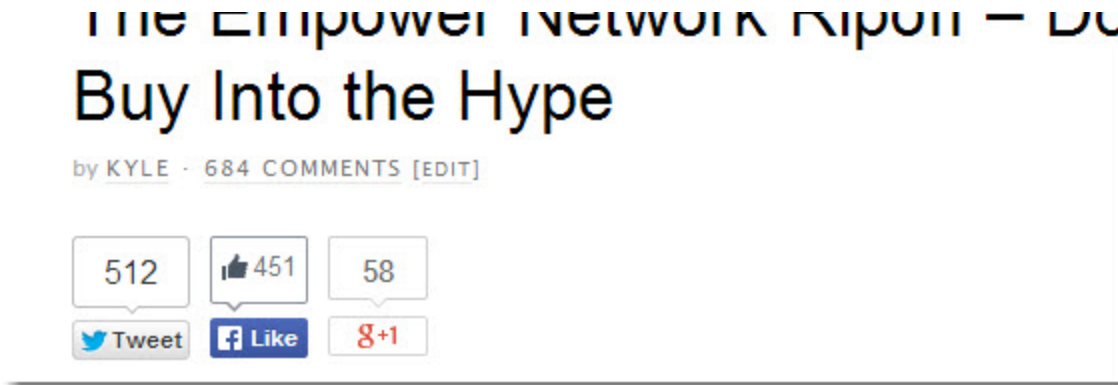 The Empower Network Ripoff –
Buy Into the Hype
by KYLE · 684 COMMENTS [EDIT]
512 451 58
Tweet Like g+1